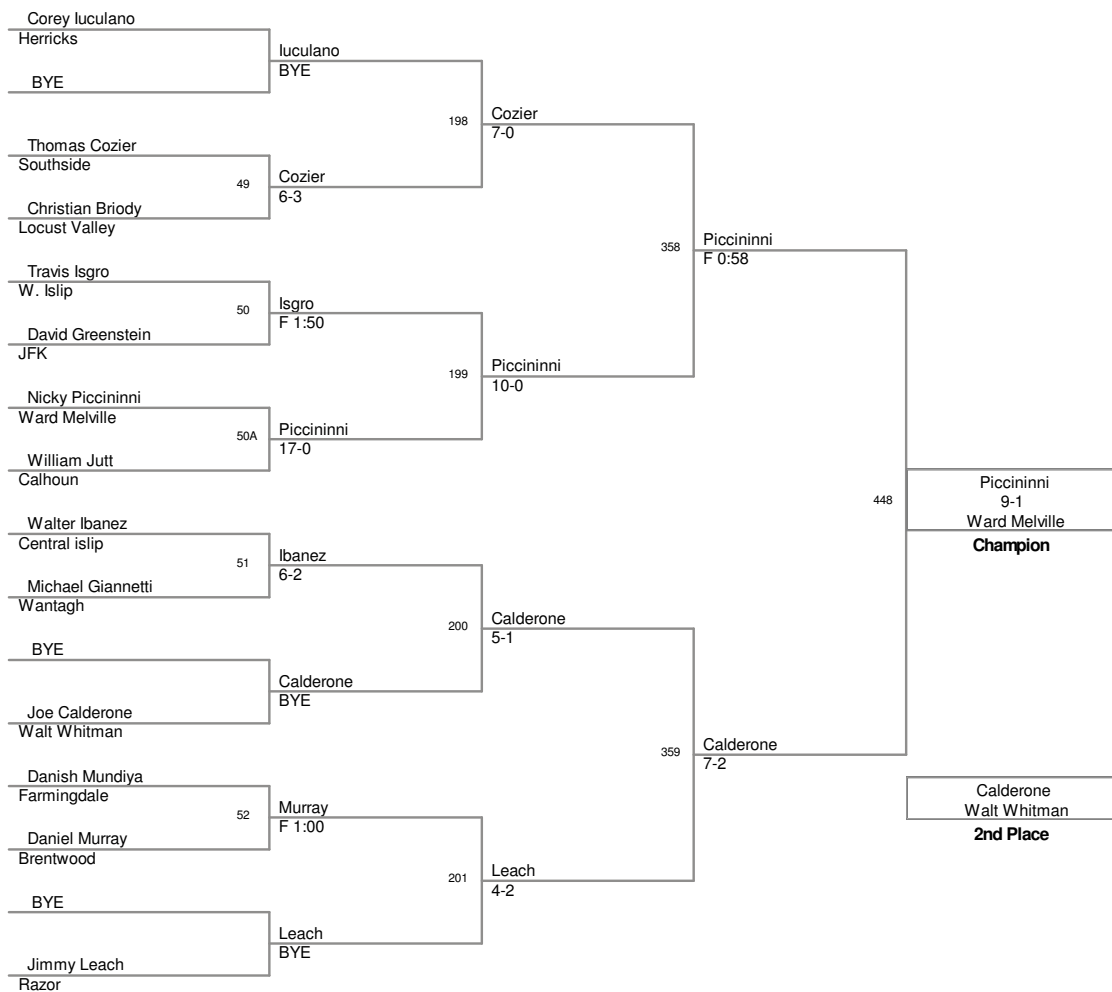 Corey Iuculano
Herricks
BYE
Iuculano
BYE
198
Cozier
7-0
Thomas Cozier
Southside
49
Cozier
6-3
Christian Briody
Locust Valley
358
Piccininni
F 0:58
Travis Isgro
W. Islip
50
Isgro
F 1:50
David Greenstein
JFK
199
Piccininni
10-0
Nicky Piccininni
Ward Melville
50A
Piccininni
17-0
William Jutt
Calhoun
448
Piccininni
9-1
Ward Melville
Champion
Walter Ibanez
Central islip
51
Ibanez
6-2
Michael Giannetti
Wantagh
200
Calderone
5-1
BYE
Calderone
BYE
Joe Calderone
Walt Whitman
359
Calderone
7-2
Danish Mundiya
Farmingdale
52
Murray
F 1:00
Daniel Murray
Brentwood
201
Leach
4-2
BYE
Leach
BYE
Jimmy Leach
Razor
Calderone
Walt Whitman
2nd Place